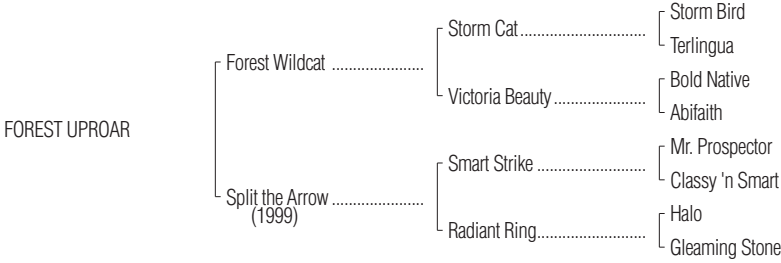 Storm Bird
Storm Cat..............................
Terlingua
Forest Wildcat ......................
Bold Native
Victoria Beauty......................
Abifaith
FOREST UPROAR
Mr. Prospector
Smart Strike ..........................
Classy 'n Smart
Split the Arrow ......................
(1999)
Halo
Radiant Ring..........................
Gleaming Stone